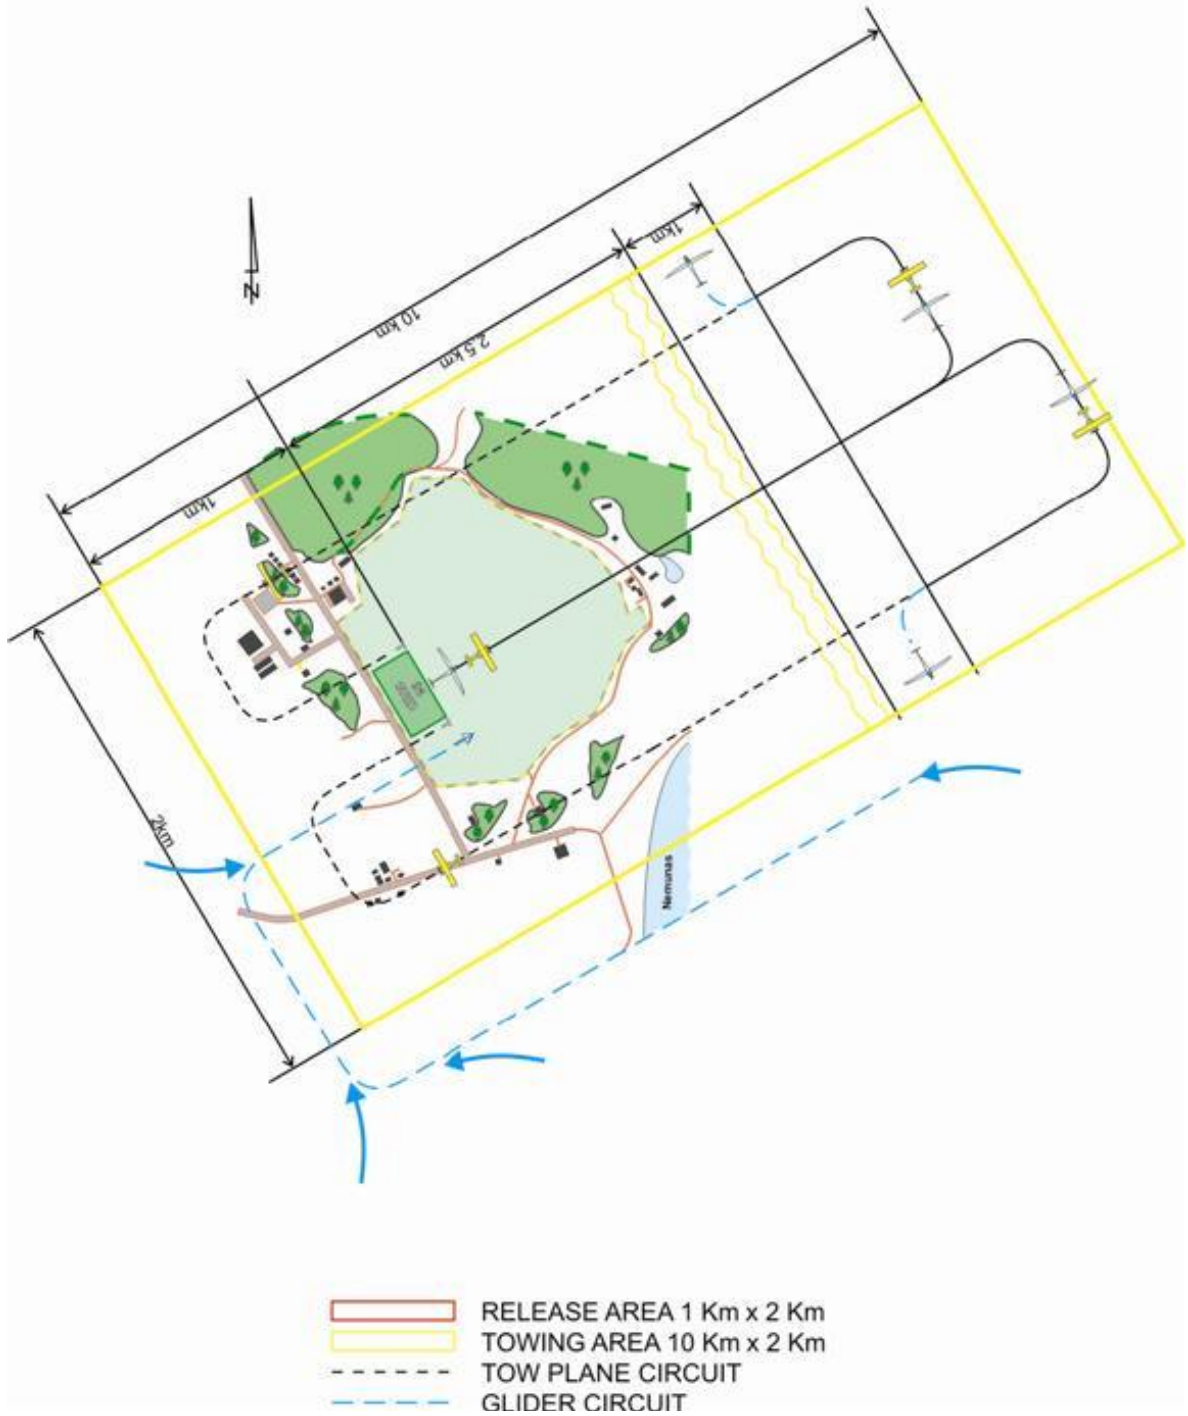 N
10 km
1km
2,5 km
1km
2km
Nemunas
RELEASE AREA 1 Km x 2 Km
TOWING AREA 10 Km x 2 Km
TOW PLANE CIRCUIT
GLIDER CIRCUIT